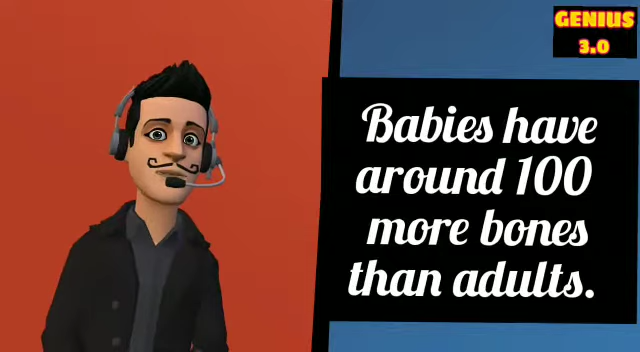 GENIUS
3.0
Babies have
around 100
more bones
than adults.